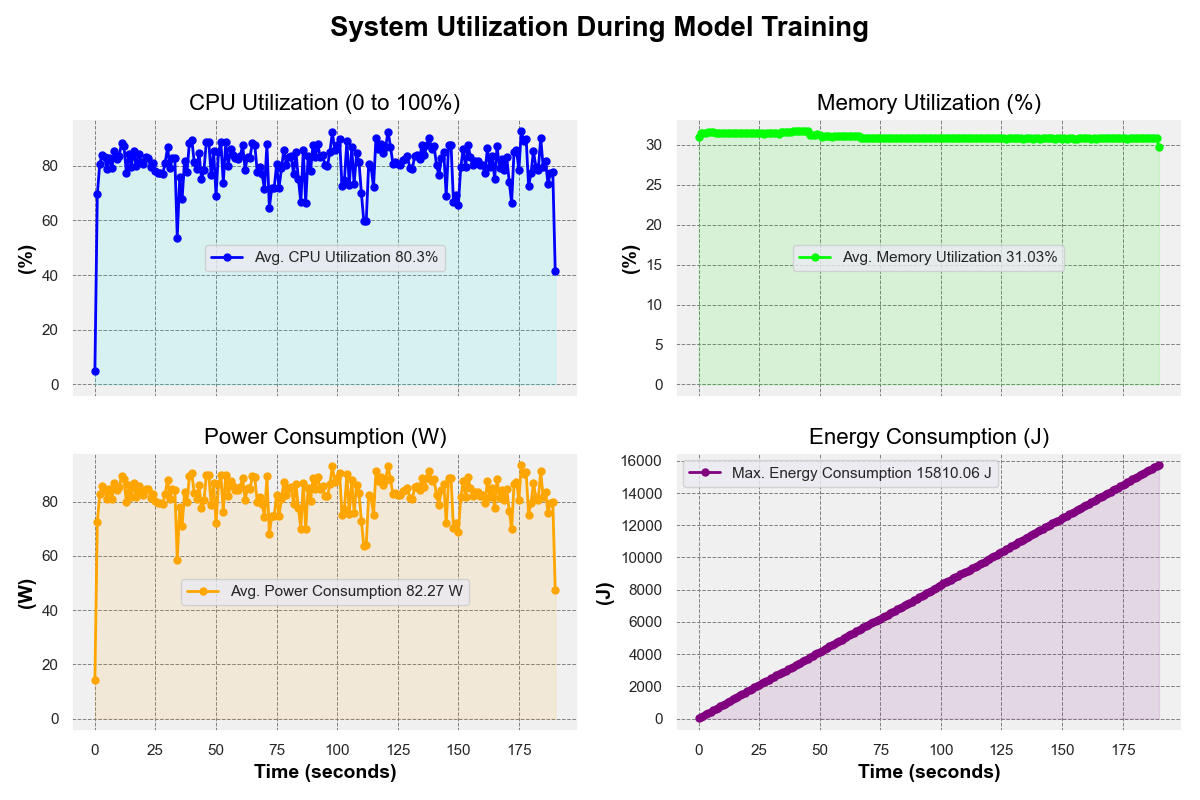 System Utilization During Model Training
CPU Utilization (0 to 100%)
(%)
80
60
40
20
0
Avg. CPU Utilization 80.3%
Memory Utilization (%)
(%)
30
25
20
15
10
5
0
Avg. Memory Utilization 31.03%
Power Consumption (W)
(W)
80
60
40
20
0
Avg. Power Consumption 82.27 W
0 25 50 75 100 125 150 175
Time (seconds)
Energy Consumption (J)
(J)
16000
14000
12000
10000
8000
6000
4000
2000
0
Max. Energy Consumption 15810.06 J
0 25 50 75 100 125 150 175
Time (seconds)